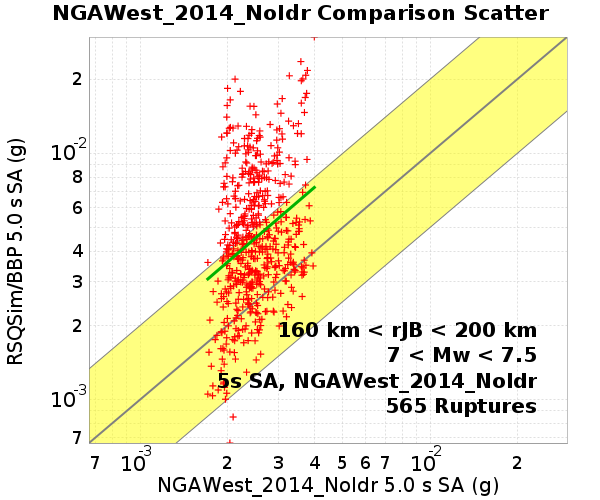 NGAWest_2014_NoIdr Comparison Scatter
RSQSim/BBP 5.0 s SA (g)
2
10-2
8
6
4
3
2
10-3
7
160 km < rJB < 200 km
7 < Mw < 7.5
5s SA, NGAWest_2014_NoIdr
565 Ruptures
7 10-3 2 3 4 5 6 7 10-2 2
NGAWest_2014_NoIdr 5.0 s SA (g)